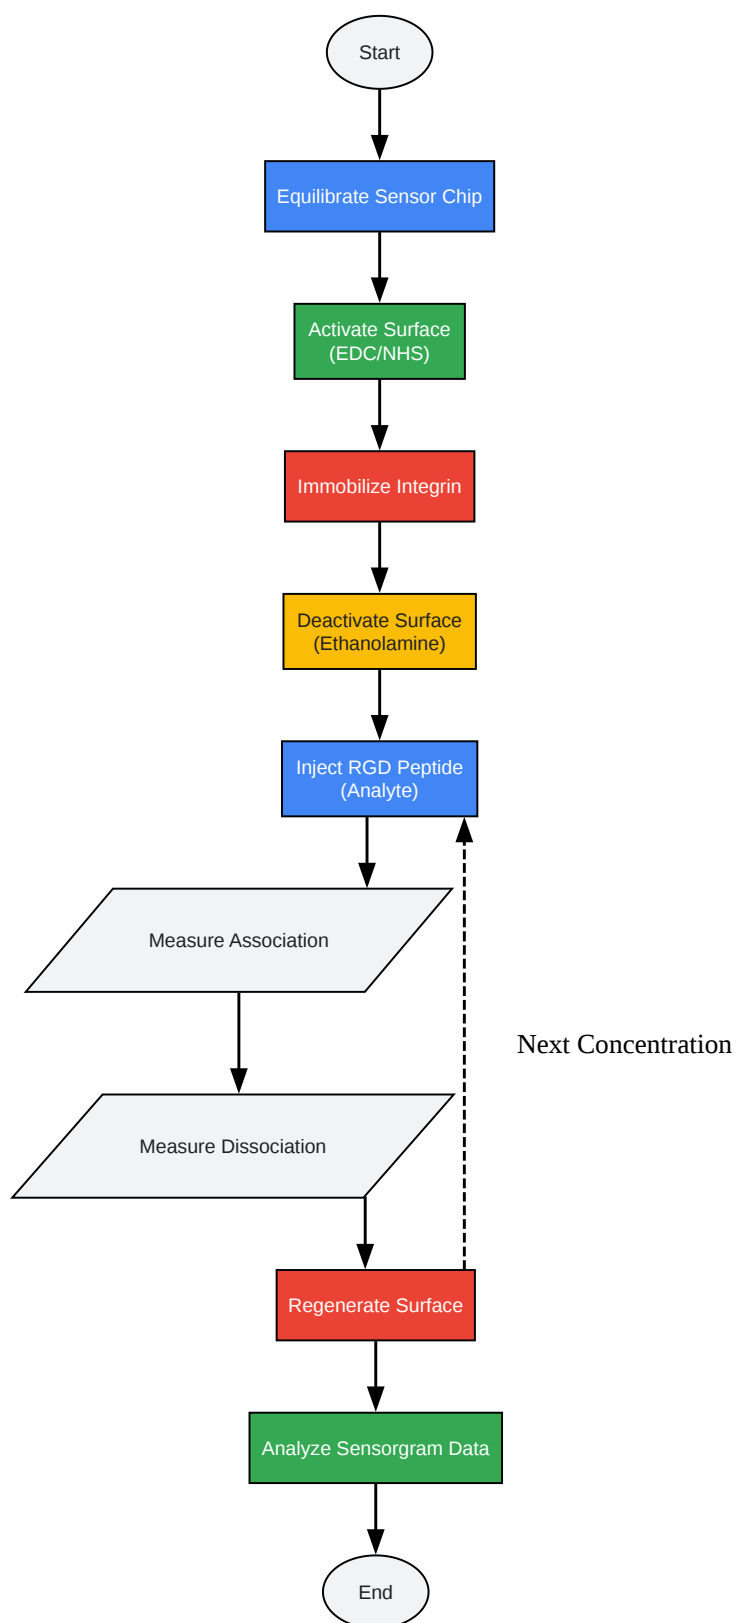 Start
Equilibrate Sensor Chip
Activate Surface
(EDC/NHS)
Immobilize Integrin
Deactivate Surface
(Ethanolamine)
Inject RGD Peptide
(Analyte)
Measure Association
Next Concentration
Measure Dissociation
Regenerate Surface
Analyze Sensorgram Data
End